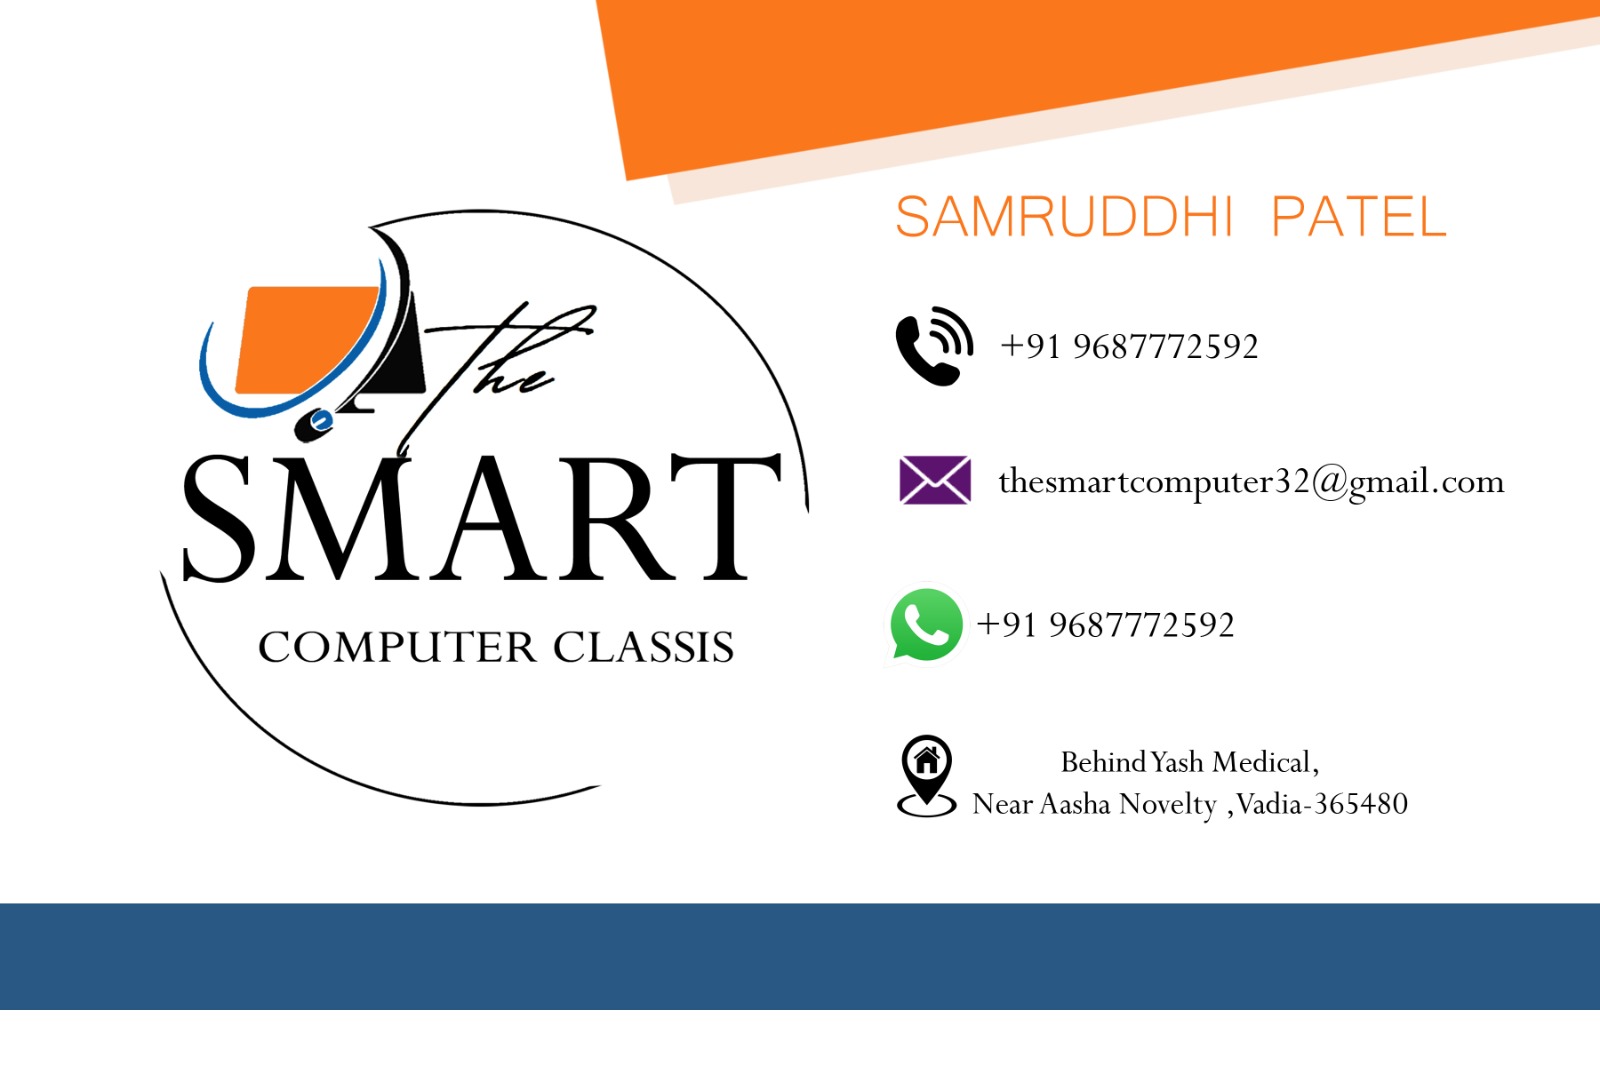 The
SMART
COMPUTER CLASSIS
SAMRUDDHI PATEL
+91 9687772592
thesmartcomputer32@gmail.com
+91 9687772592
Behind Yash Medical,
Near Aasha Novelty ,Vadia-365480